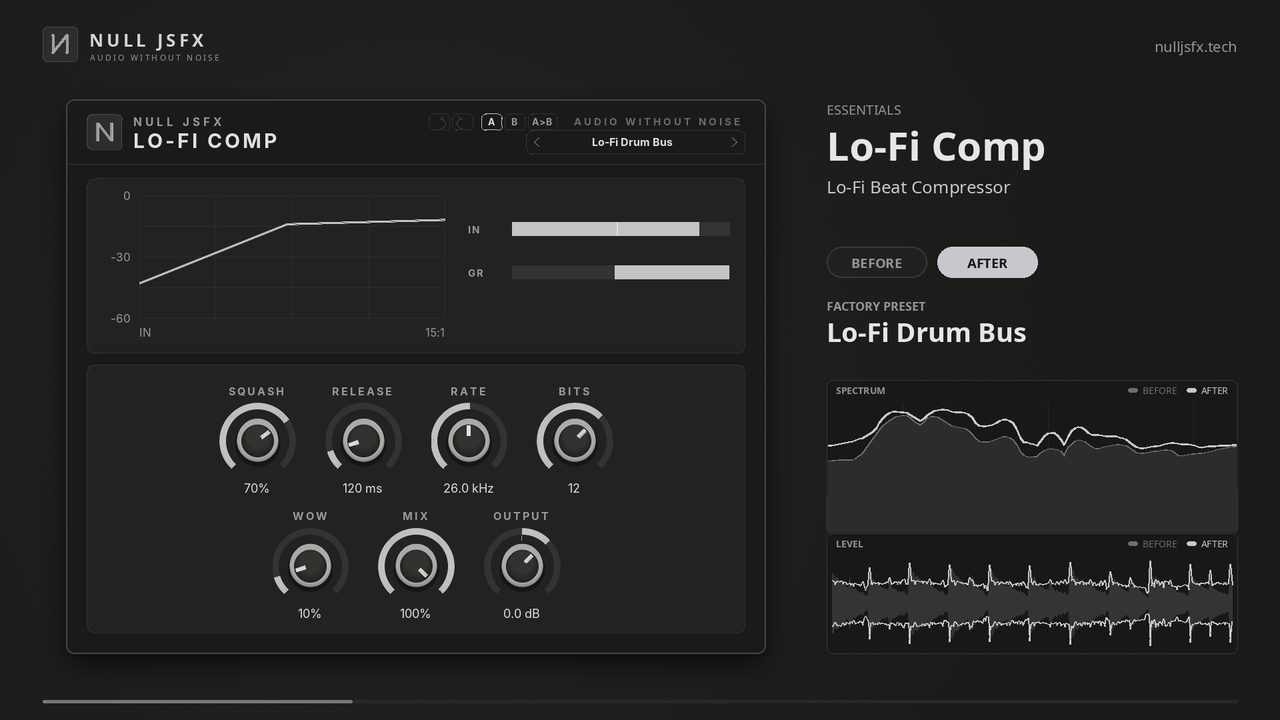 NULL JSFX
AUDIO WITHOUT NOISE
nulljsfx.tech
N
NULL JSFX
LO-FI COMP
A B A>B
AUDIO WITHOUT NOISE
Lo-Fi Drum Bus
0
-30
-60
IN
15:1
IN
GR
SQUASH RELEASE RATE BITS
70% 120 ms 26.0 kHz 12
WOW MIX OUTPUT
10% 100% 0.0 dB
ESSENTIALS
Lo-Fi Comp
Lo-Fi Beat Compressor
BEFORE AFTER
FACTORY PRESET
Lo-Fi Drum Bus
SPECTRUM BEFORE AFTER
LEVEL BEFORE AFTER